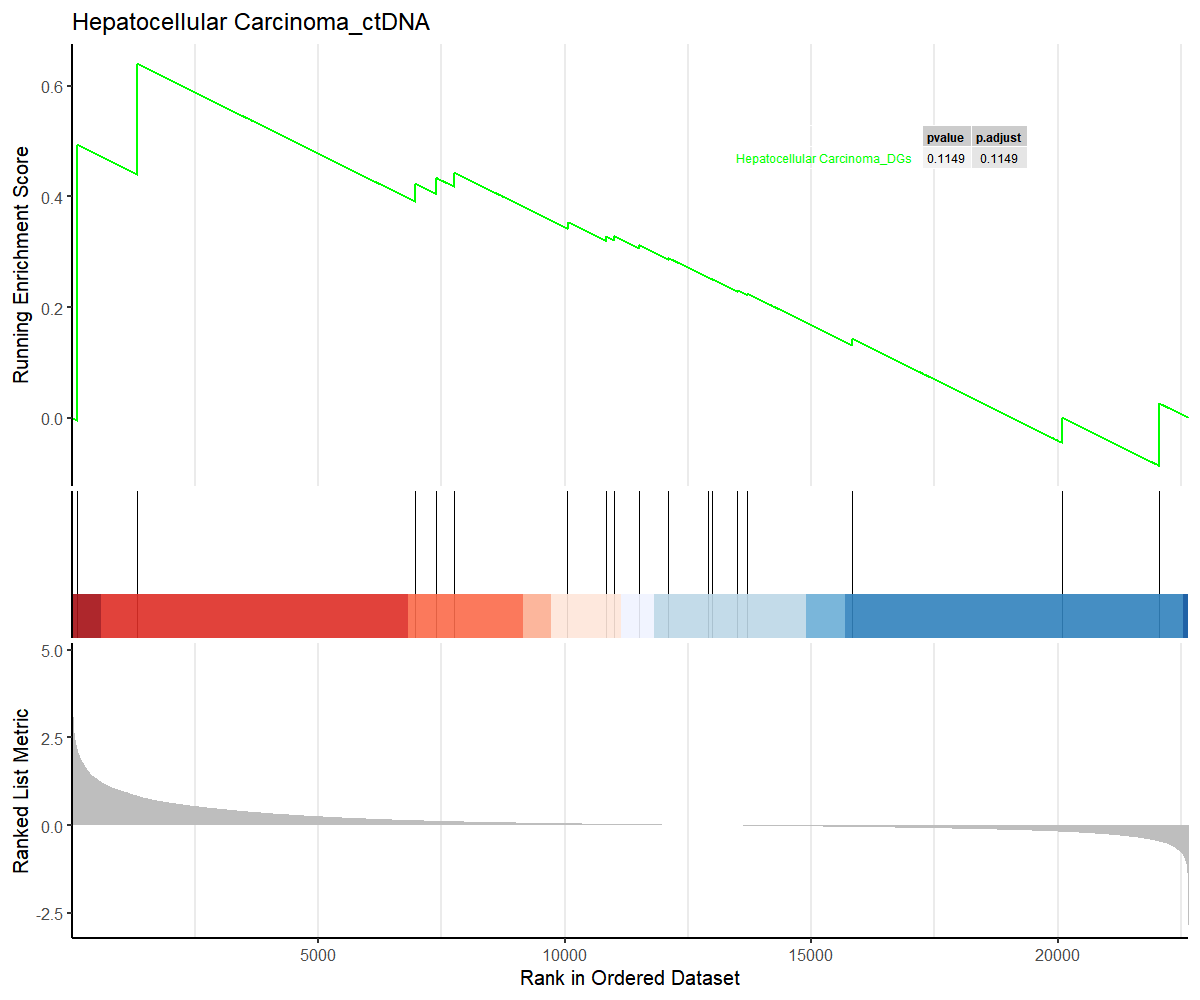 Hepatocellular Carcinoma_ctDNA
Running Enrichment Score
0.6
0.4
0.2
0.0
pvalue p.adjust
Hepatocellular Carcinoma_DGs 0.1149 0.1149
Ranked List Metric
5.0
2.5
0.0
-2.5
5000 10000 15000 20000
Rank in Ordered Dataset